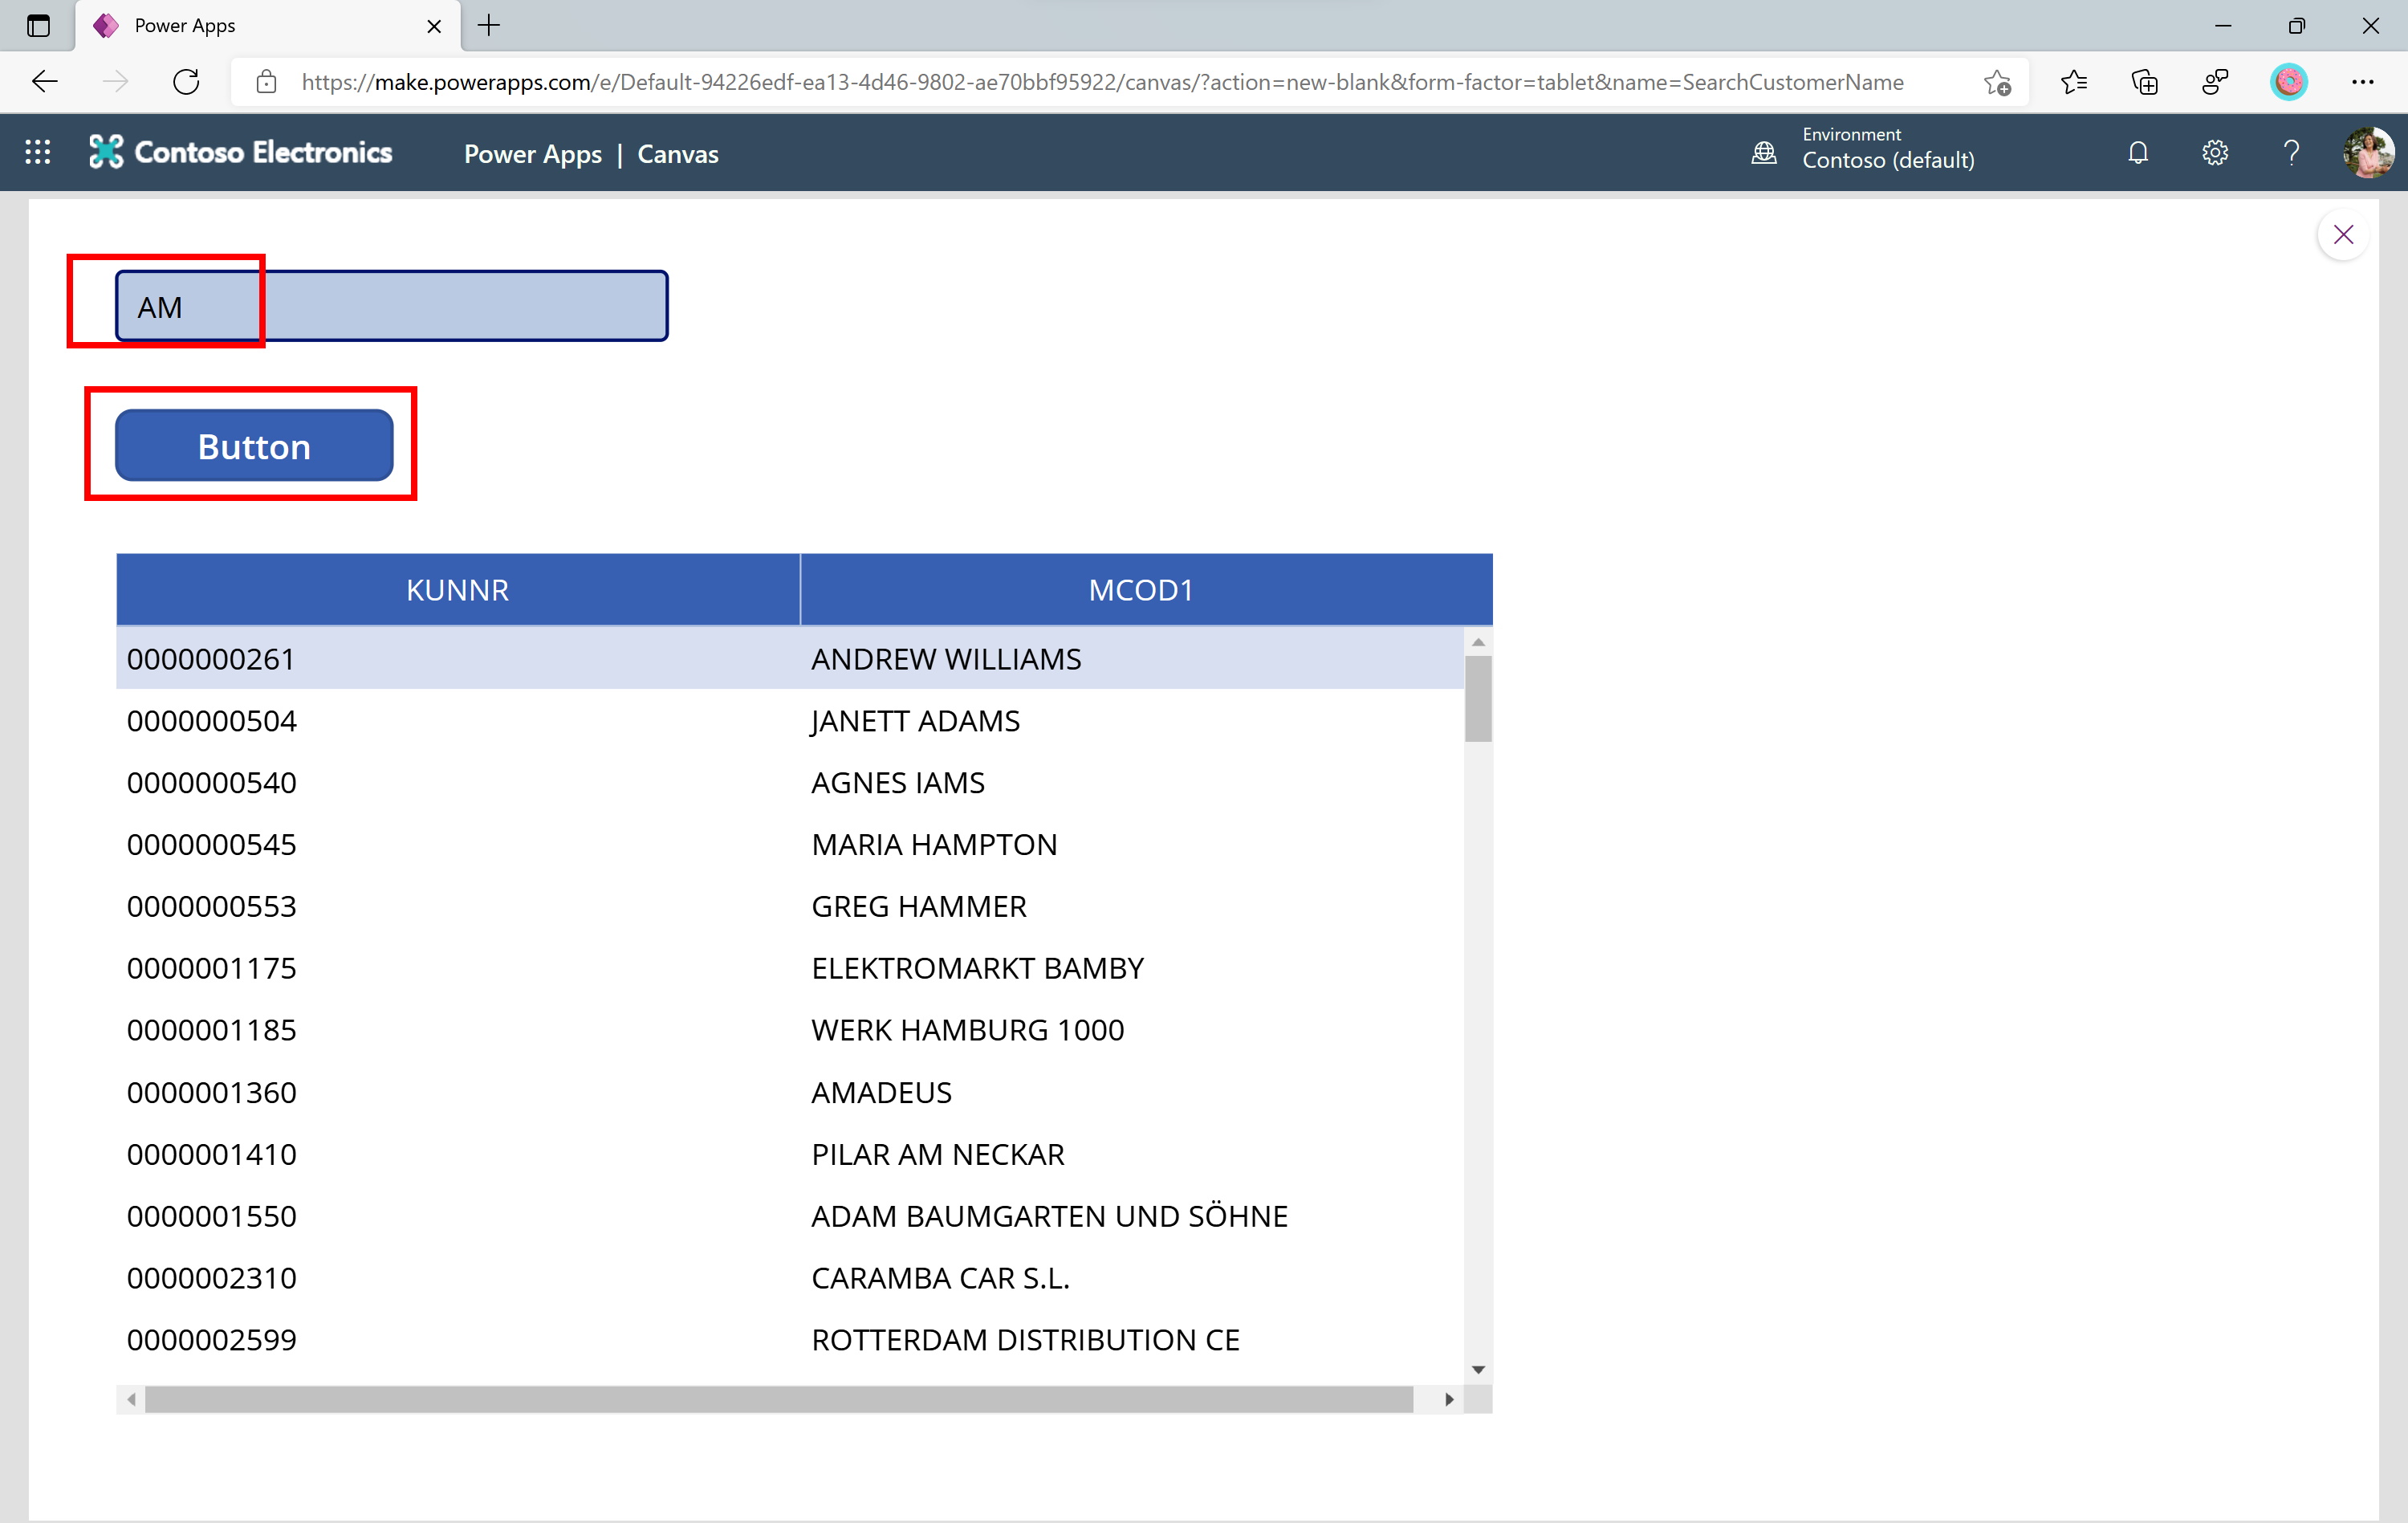 Power Apps
https://make.powerapps.com/e/Default-94226edf-ea13-4d46-9802-ae70bbf95922/canvas/?action=new-blank&form-factor=tablet&name=SearchCustomerName
Contoso Electronics Power Apps | Canvas
Environment
Contoso (default)
AM
Button
KUNNR MCOD1
0000000261 ANDREW WILLIAMS
0000000504 JANETT ADAMS
0000000540 AGNES IAMS
0000000545 MARIA HAMPTON
0000000553 GREG HAMMER
0000001175 ELEKTROMARKT BAMBY
0000001185 WERK HAMBURG 1000
0000001360 AMADEUS
0000001410 PILAR AM NECKAR
0000001550 ADAM BAUMGARTEN UND SÖHNE
0000002310 CARAMBA CAR S.L.
0000002599 ROTTERDAM DISTRIBUTION CE